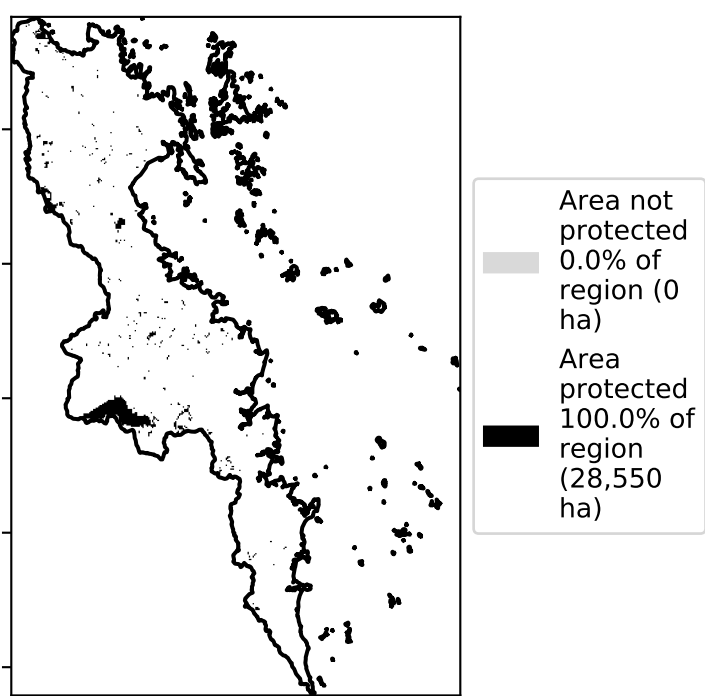 Area not
protected
0.0% of
region (0
ha)
Area
protected
100.0% of
region
(28,550
ha)